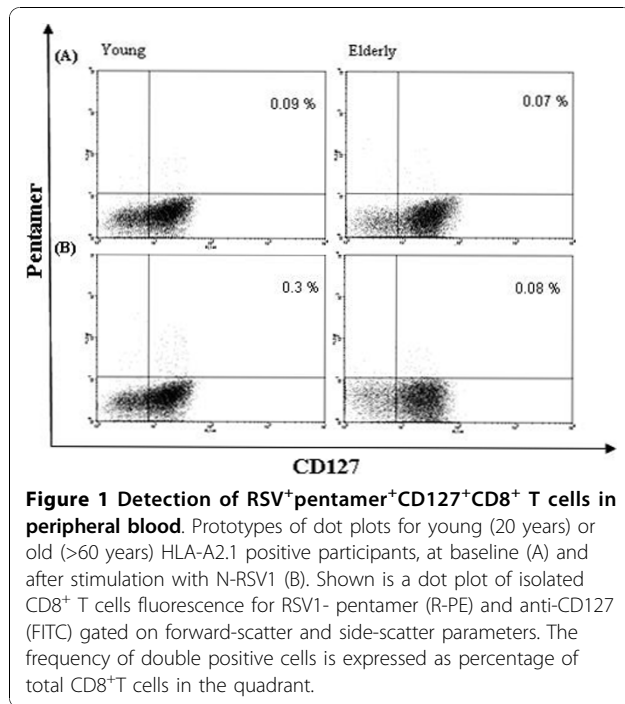 (A) Young Elderly
0.09 % 0.07 %
Pentamer
(B)
0.3 % 0.08 %
CD127
Figure 1 Detection of RSV⁺pentamer⁺CD127⁺CD8⁺ T cells in
peripheral blood. Prototypes of dot plots for young (20 years) or
old (>60 years) HLA-A2.1 positive participants, at baseline (A) and
after stimulation with N-RSV1 (B). Shown is a dot plot of isolated
CD8⁺ T cells fluorescence for RSV1- pentamer (R-PE) and anti-CD127
(FITC) gated on forward-scatter and side-scatter parameters. The
frequency of double positive cells is expressed as percentage of
total CD8⁺T cells in the quadrant.